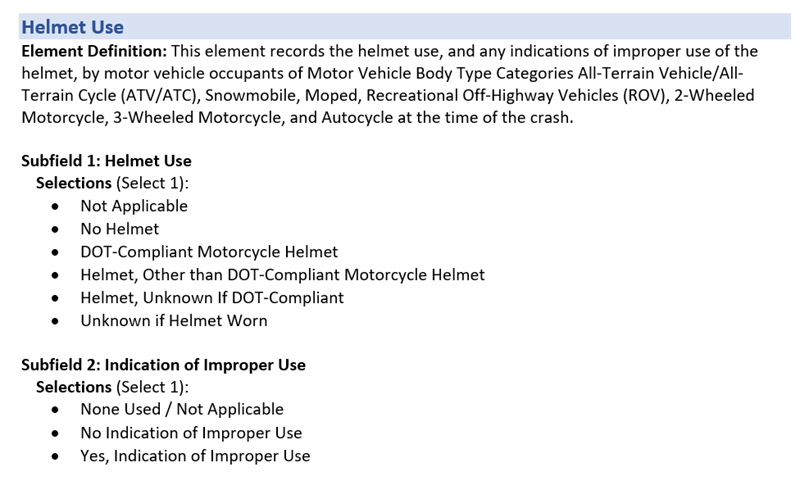 Helmet Use
Element Definition: This element records the helmet use, and any indications of improper use of the
helmet, by motor vehicle occupants of Motor Vehicle Body Type Categories All-Terrain Vehicle/All-
Terrain Cycle (ATV/ATC), Snowmobile, Moped, Recreational Off-Highway Vehicles (ROV), 2-Wheeled
Motorcycle, 3-Wheeled Motorcycle, and Autocycle at the time of the crash.
Subfield 1: Helmet Use
Selections (Select 1):
• Not Applicable
• No Helmet
• DOT-Compliant Motorcycle Helmet
• Helmet, Other than DOT-Compliant Motorcycle Helmet
• Helmet, Unknown If DOT-Compliant
• Unknown if Helmet Worn
Subfield 2: Indication of Improper Use
Selections (Select 1):
• None Used / Not Applicable
• No Indication of Improper Use
• Yes, Indication of Improper Use